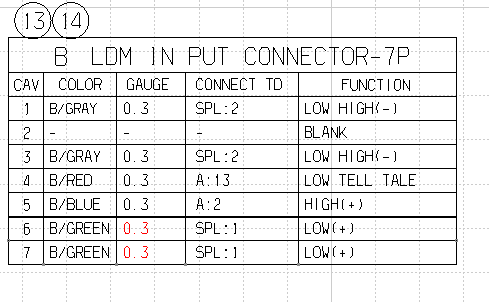 13 14
B LDM IN PUT CONNECTOR-7P
CAV COLOR GAUGE CONNECT TO FUNCTION
1 B/GRAY 0.3 SPL:2 LOW HIGH(-)
2 - - - BLANK
3 B/GRAY 0.3 SPL:2 LOW HIGH(-)
4 B/RED 0.3 A:13 LOW TELL TALE
5 B/BLUE 0.3 A:2 HIGH(+)
6 B/GREEN 0.3 SPL:1 LOW(+)
7 B/GREEN 0.3 SPL:1 LOW(+)